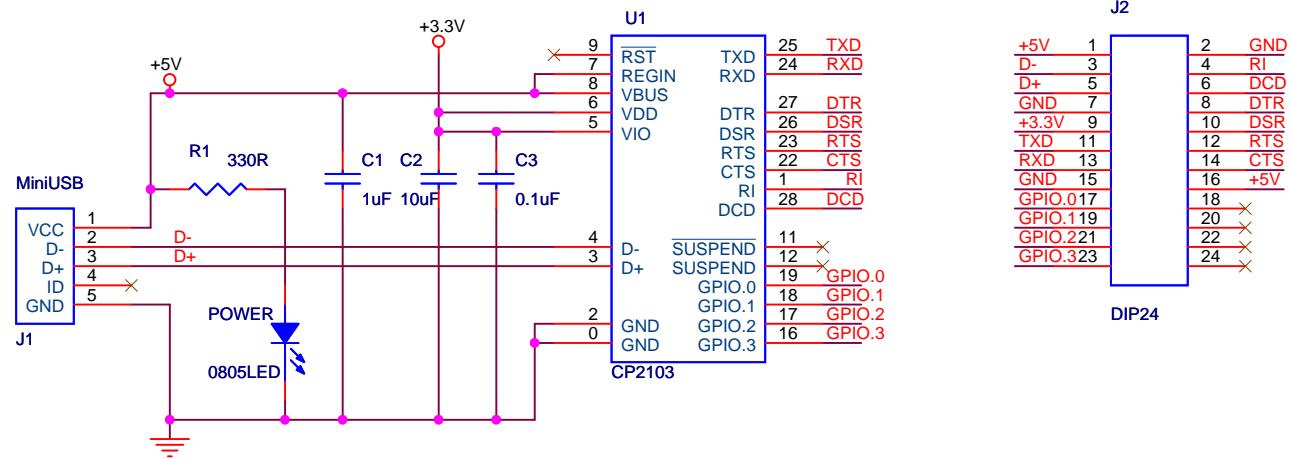 J2
U1
+3.3V
+5V
9 RST TXD 25 TXD
7 REGIN RXD 24 RXD
8 VBUS
6 VDD DTR 27 DTR
5 VIO DSR 26 DSR
RTS 23 RTS
CTS 22 CTS
RI 1 RI
DCD 28 DCD
R1 330R
C1 C2 C3
1uF 10uF 0.1uF
MiniUSB
VCC 1
D- 2 D- 4 D- SUSPEND 11
D+ 3 D+ 3 D+ SUSPEND 12
ID 4 GPIO.0 19 GPIO.0
GND 5 GPIO.1 18 GPIO.1
2 GND GPIO.2 17 GPIO.2
0 GND GPIO.3 16 GPIO.3
J1
POWER
0805LED
CP2103
+5V 1 2 GND
D- 3 4 RI
D+ 5 6 DCD
GND 7 8 DTR
+3.3V 9 10 DSR
TXD 11 12 RTS
RXD 13 14 CTS
GND 15 16 +5V
GPIO.0 17 18
GPIO.1 19 20
GPIO.2 21 22
GPIO.3 23 24
DIP24